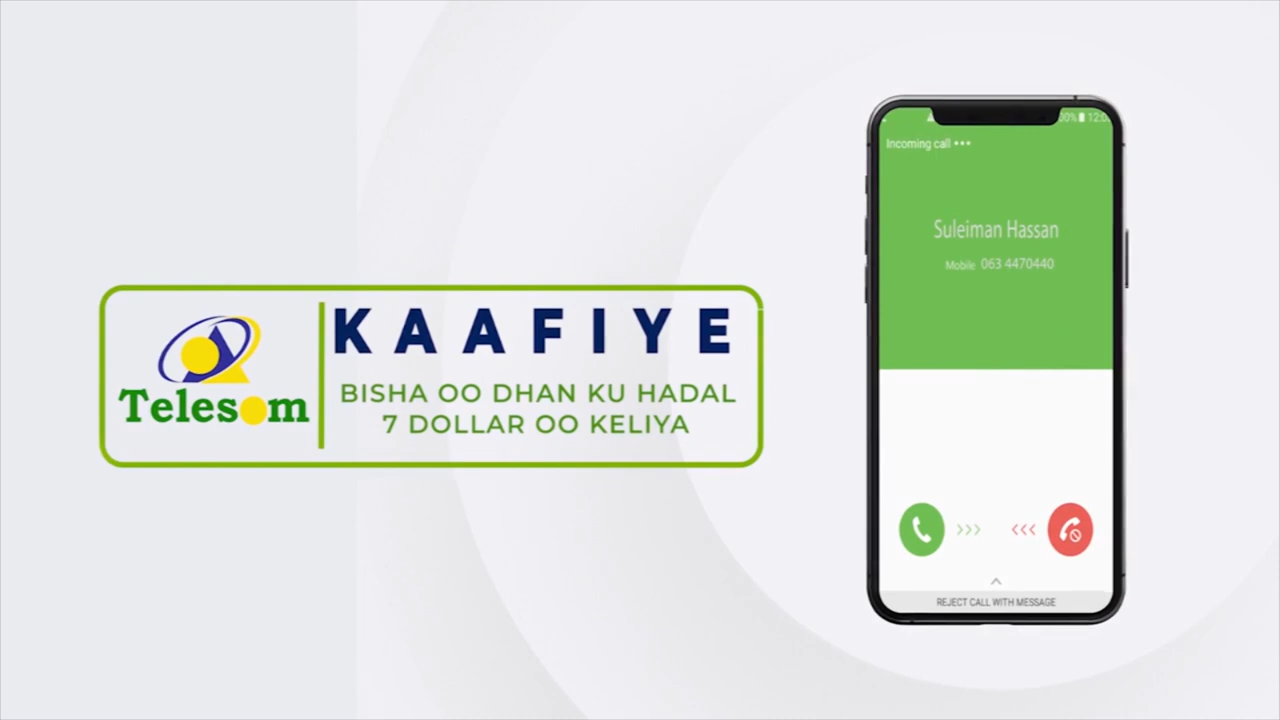 Telesom
KAAFIYE
BISHA OO DHAN KU HADAL
7 DOLLAR OO KELIYA
Incoming call •••
Suleiman Hassan
Mobile 063 4470440
REJECT CALL WITH MESSAGE